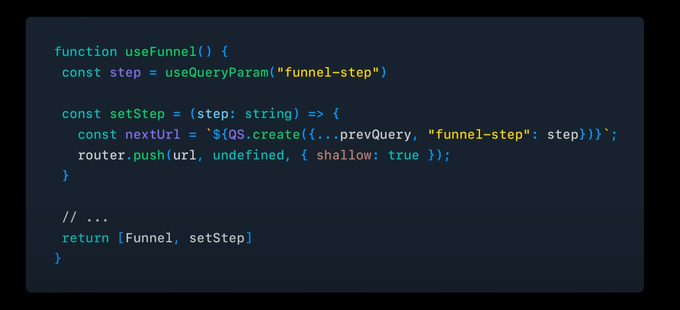 function useFunnel() {
const step = useQueryParam("funnel-step")
const setStep = (step: string) => {
const nextUrl = `${QS.create({...prevQuery, "funnel-step": step})}`;
router.push(url, undefined, { shallow: true });
}
// ...
return [Funnel, setStep]
}